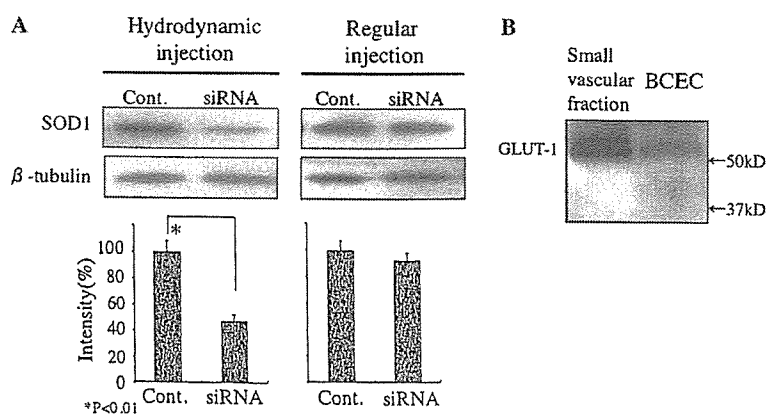 A
Hydrodynamic
injection
Regular
injection
Cont. siRNA
Cont. siRNA
SOD1
β-tubulin
*
Intensity(%)
100
80
60
40
20
0
Cont. siRNA
Cont. siRNA
*P<0.01
B
Small
vascular
fraction
BCEC
GLUT-1
←50kD
←37kD